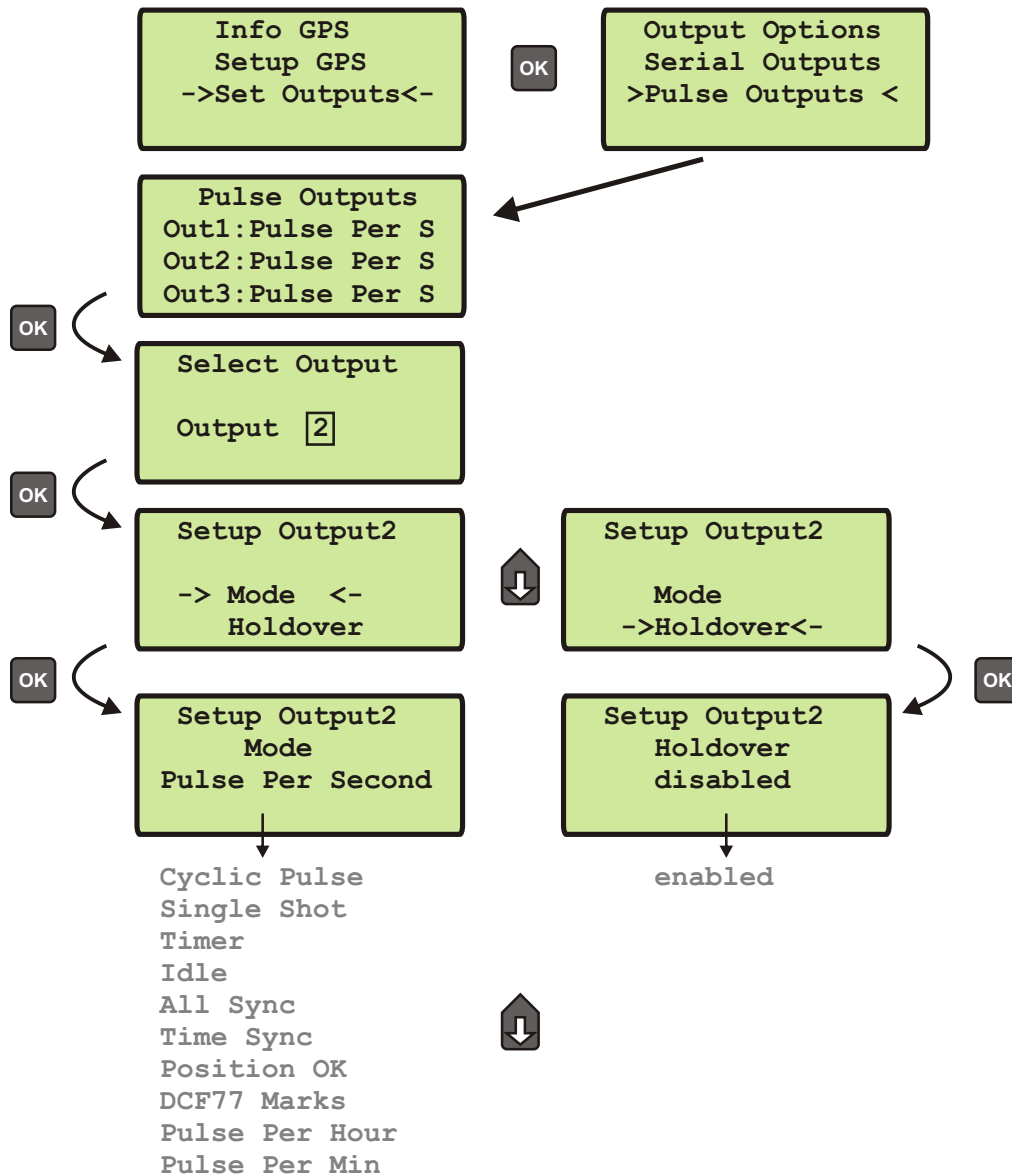 Info GPS
Setup GPS
->Set Outputs<-
OK
Output Options
Serial Outputs
>Pulse Outputs <
Pulse Outputs
Out1:Pulse Per S
Out2:Pulse Per S
Out3:Pulse Per S
OK
Select Output
Output 2
OK
Setup Output2
-> Mode <-
Holdover
Setup Output2
Mode
->Holdover<-
OK
OK
Setup Output2
Mode
Pulse Per Second
Setup Output2
Holdover
disabled
Cyclic Pulse
Single Shot
Timer
Idle
All Sync
Time Sync
Position OK
DCF77 Marks
Pulse Per Hour
Pulse Per Min
enabled